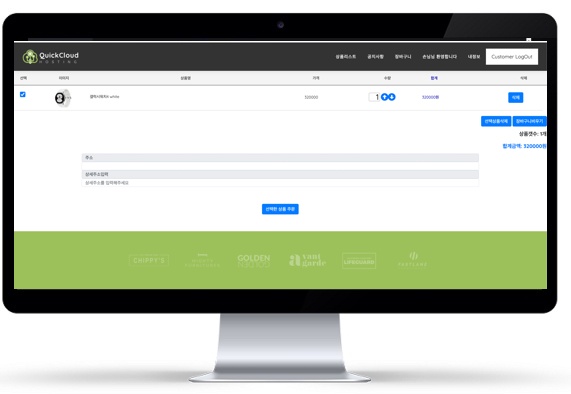 QuickCloud
HOSTING
상품리스트 공지사항 장바구니 손님님 환영합니다 내정보 Customer LogOut
선택 이미지 상품명 가격 수량 합계 삭제
갤럭시워치4 white 320000 1 320000원 삭제
선택상품삭제 장바구니비우기
상품갯수: 1개
합계금액: 320000원
주소
상세주소입력
상세주소를 입력해주세요
선택한 상품 주문
CHIPPY'S GOLDEN avant garde